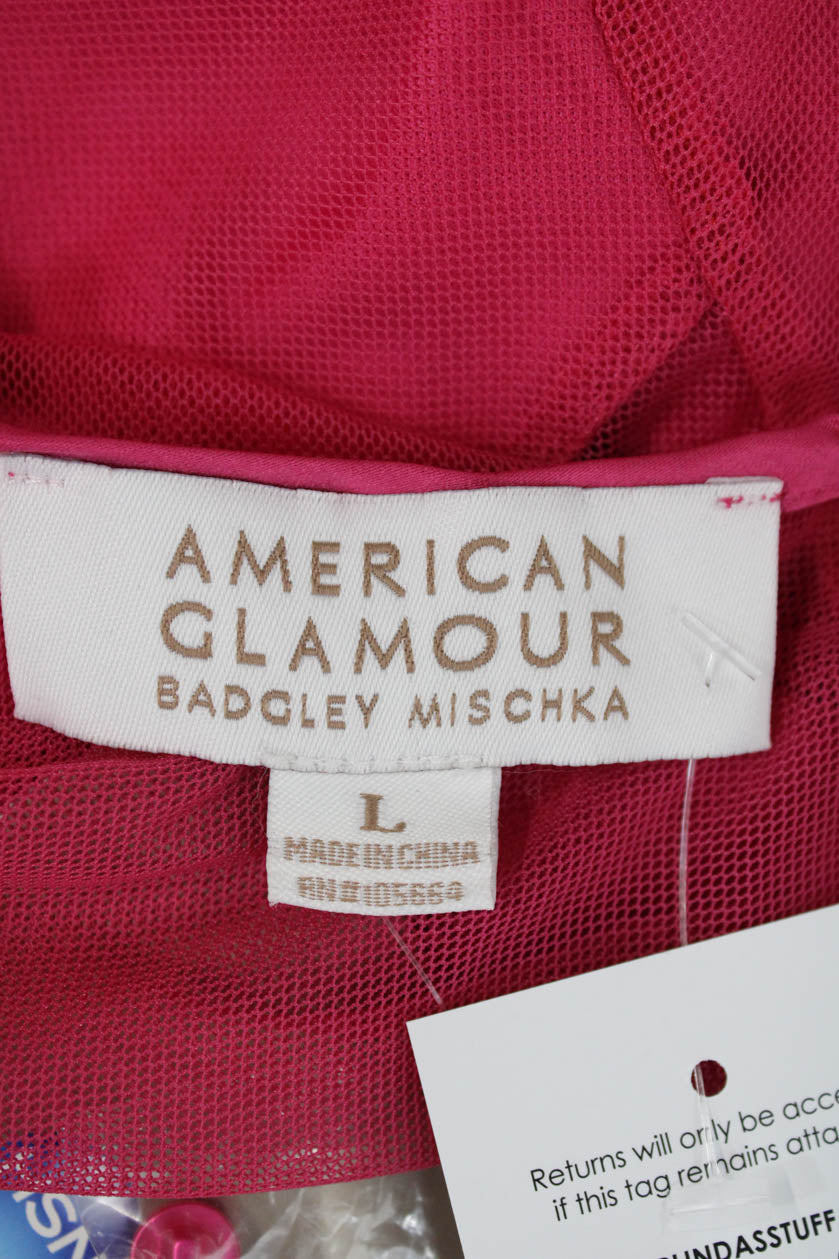 AMERICAN
GLAMOUR
BADGLEY MISCHKA
L
MADE IN CHINA
RN#105664
Returns will only be acce
if this tag remains atta
UNDASSTUFF